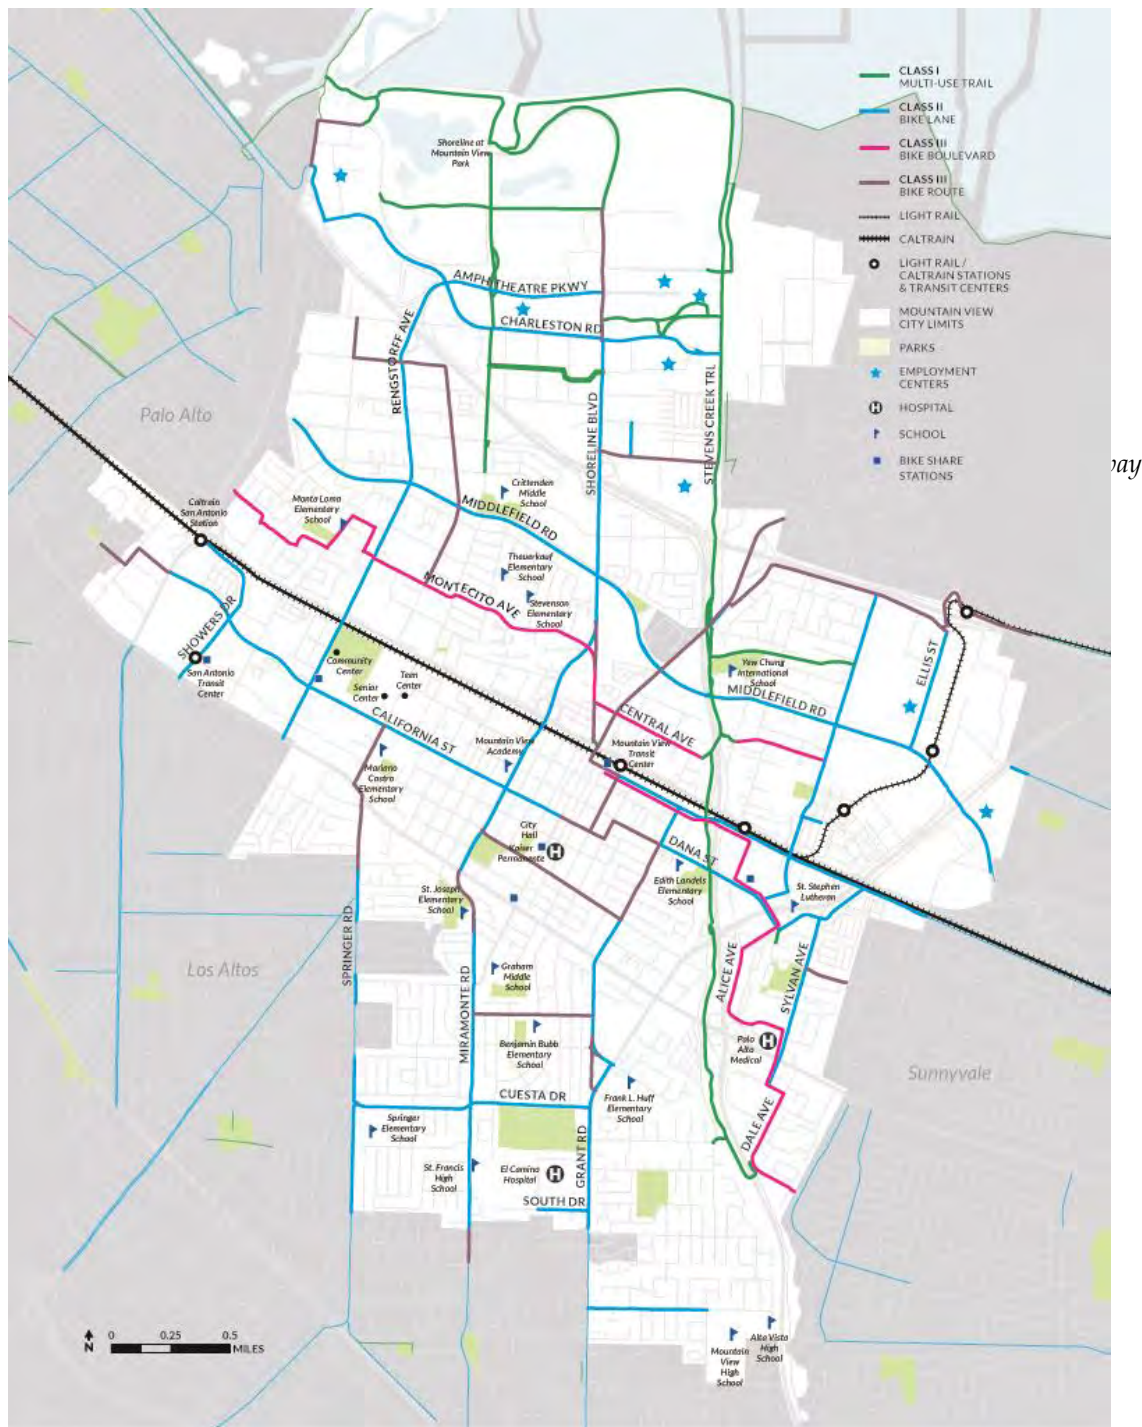 CLASS I
MULTI-USE TRAIL
CLASS II
BIKE LANE
CLASS III
BIKE BOULEVARD
CLASS III
BIKE ROUTE
LIGHT RAIL
CALTRAIN
LIGHT RAIL /
CALTRAIN STATIONS
& TRANSIT CENTERS
MOUNTAIN VIEW
CITY LIMITS
PARKS
EMPLOYMENT
CENTERS
H
HOSPITAL
SCHOOL
BIKE SHARE
STATIONS
way
Shoreline at
Mountain View
Park
AMPHITHEATRE PKWY
CHARLESTON RD
RENGSTORFF AVE
SHORELINE BLVD
STEVENS CREEK TRL
Palo Alto
Caltrain
San Antonio
Station
Monta Loma
Elementary
School
Crittenden
Middle
School
MIDDLEFIELD RD
Theuerkauf
Elementary
School
MONTECITO AVE
Stevenson
Elementary
School
SHOWERS DR
San Antonio
Transit
Center
Community
Center
Senior
Center
Teen
Center
Yew Chung
International
School
MIDDLEFIELD RD
ELLIS ST
CALIFORNIA ST
CENTRAL AVE
Mountain View
Academy
Mountain View
Transit
Center
Mariano
Castro
Elementary
School
City
Hall
Kaiser
Permanente
H
DANA ST
Edith Landels
Elementary
School
St. Stephen
Lutheran
St. Joseph
Elementary
School
SPRINGER RD
Los Altos
MIRAMONTE RD
Graham
Middle
School
ALICE AVE
SYLVAN AVE
Benjamin Bubb
Elementary
School
Palo
Alto
Medical
H
Sunnyvale
CUESTA DR
Frank L. Huff
Elementary
School
Springer
Elementary
School
GRANT RD
DALE AVE
St. Francis
High
School
El Camino
Hospital
H
SOUTH DR
Mountain
View
High
School
Alta Vista
High
School
N
0 0.25 0.5
MILES